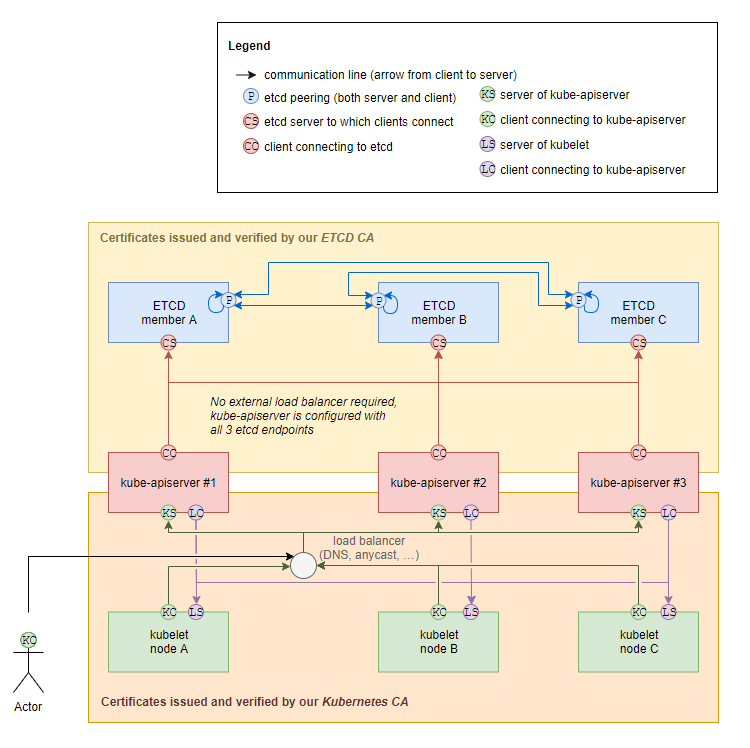 Legend
communication line (arrow from client to server)
P etcd peering (both server and client)
CS etcd server to which clients connect
CC client connecting to etcd
KS server of kube-apiserver
KC client connecting to kube-apiserver
LS server of kubelet
LC client connecting to kube-apiserver
Certificates issued and verified by our ETCD CA
ETCD
member A
P
CS
ETCD
member B
P
CS
ETCD
member C
P
CS
No external load balancer required,
kube-apiserver is configured with
all 3 etcd endpoints
CC
kube-apiserver #1
KS LC
CC
kube-apiserver #2
KS LC
CC
kube-apiserver #3
KS LC
load balancer
(DNS, anycast, ...)
KC LS
kubelet
node A
KC LS
kubelet
node B
KC LS
kubelet
node C
KC
Actor
Certificates issued and verified by our Kubernetes CA